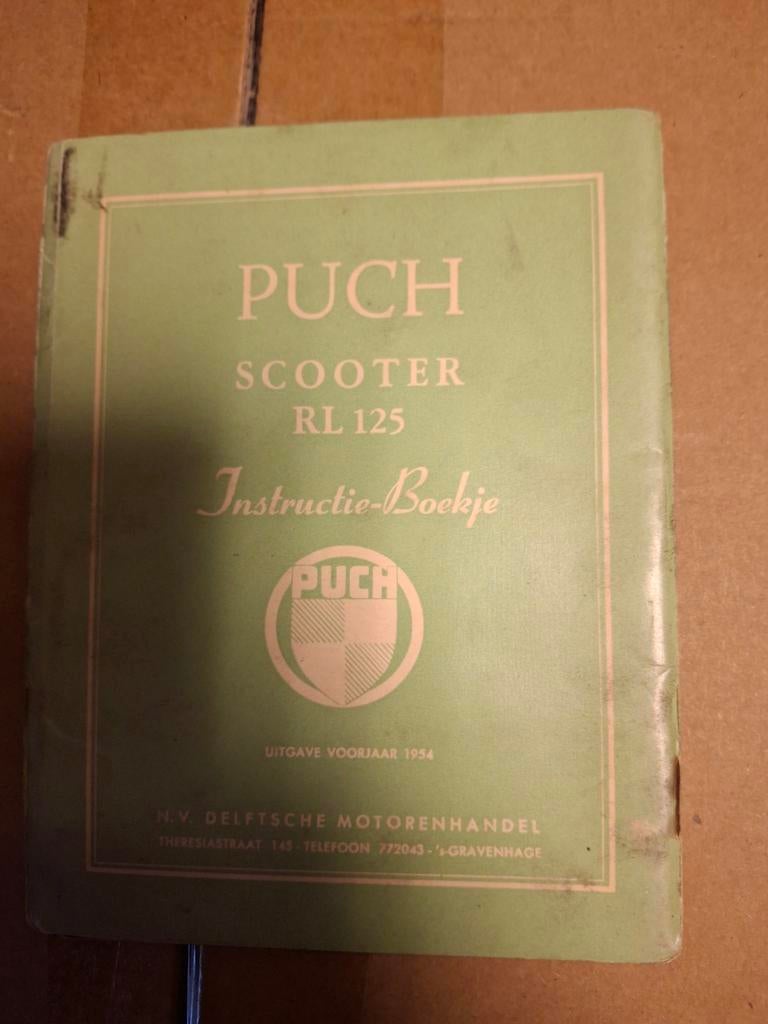 PUCH
SCOOTER
RL 125
Instructie-Boekje
PUCH
UITGAVE VOORJAAR 1954
N.V. DELFTSCHE MOTORENHANDEL
THERESIASTRAAT 145 - TELEFOON 772043 - 's-GRAVENHAGE